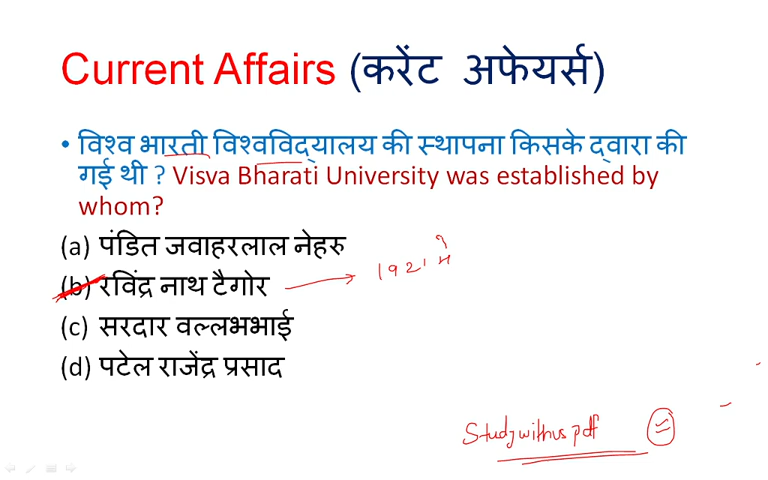 Current Affairs (करेंट अफेयर्स)
• विश्व भारती विश्वविद्यालय की स्थापना किसके द्वारा की
गई थी ? Visva Bharati University was established by
whom?
(a) पंडित जवाहरलाल नेहरु
(b) रविंद्र नाथ टैगोर
1921 में
(c) सरदार वल्लभभाई
(d) पटेल राजेंद्र प्रसाद
Studywithus pdf